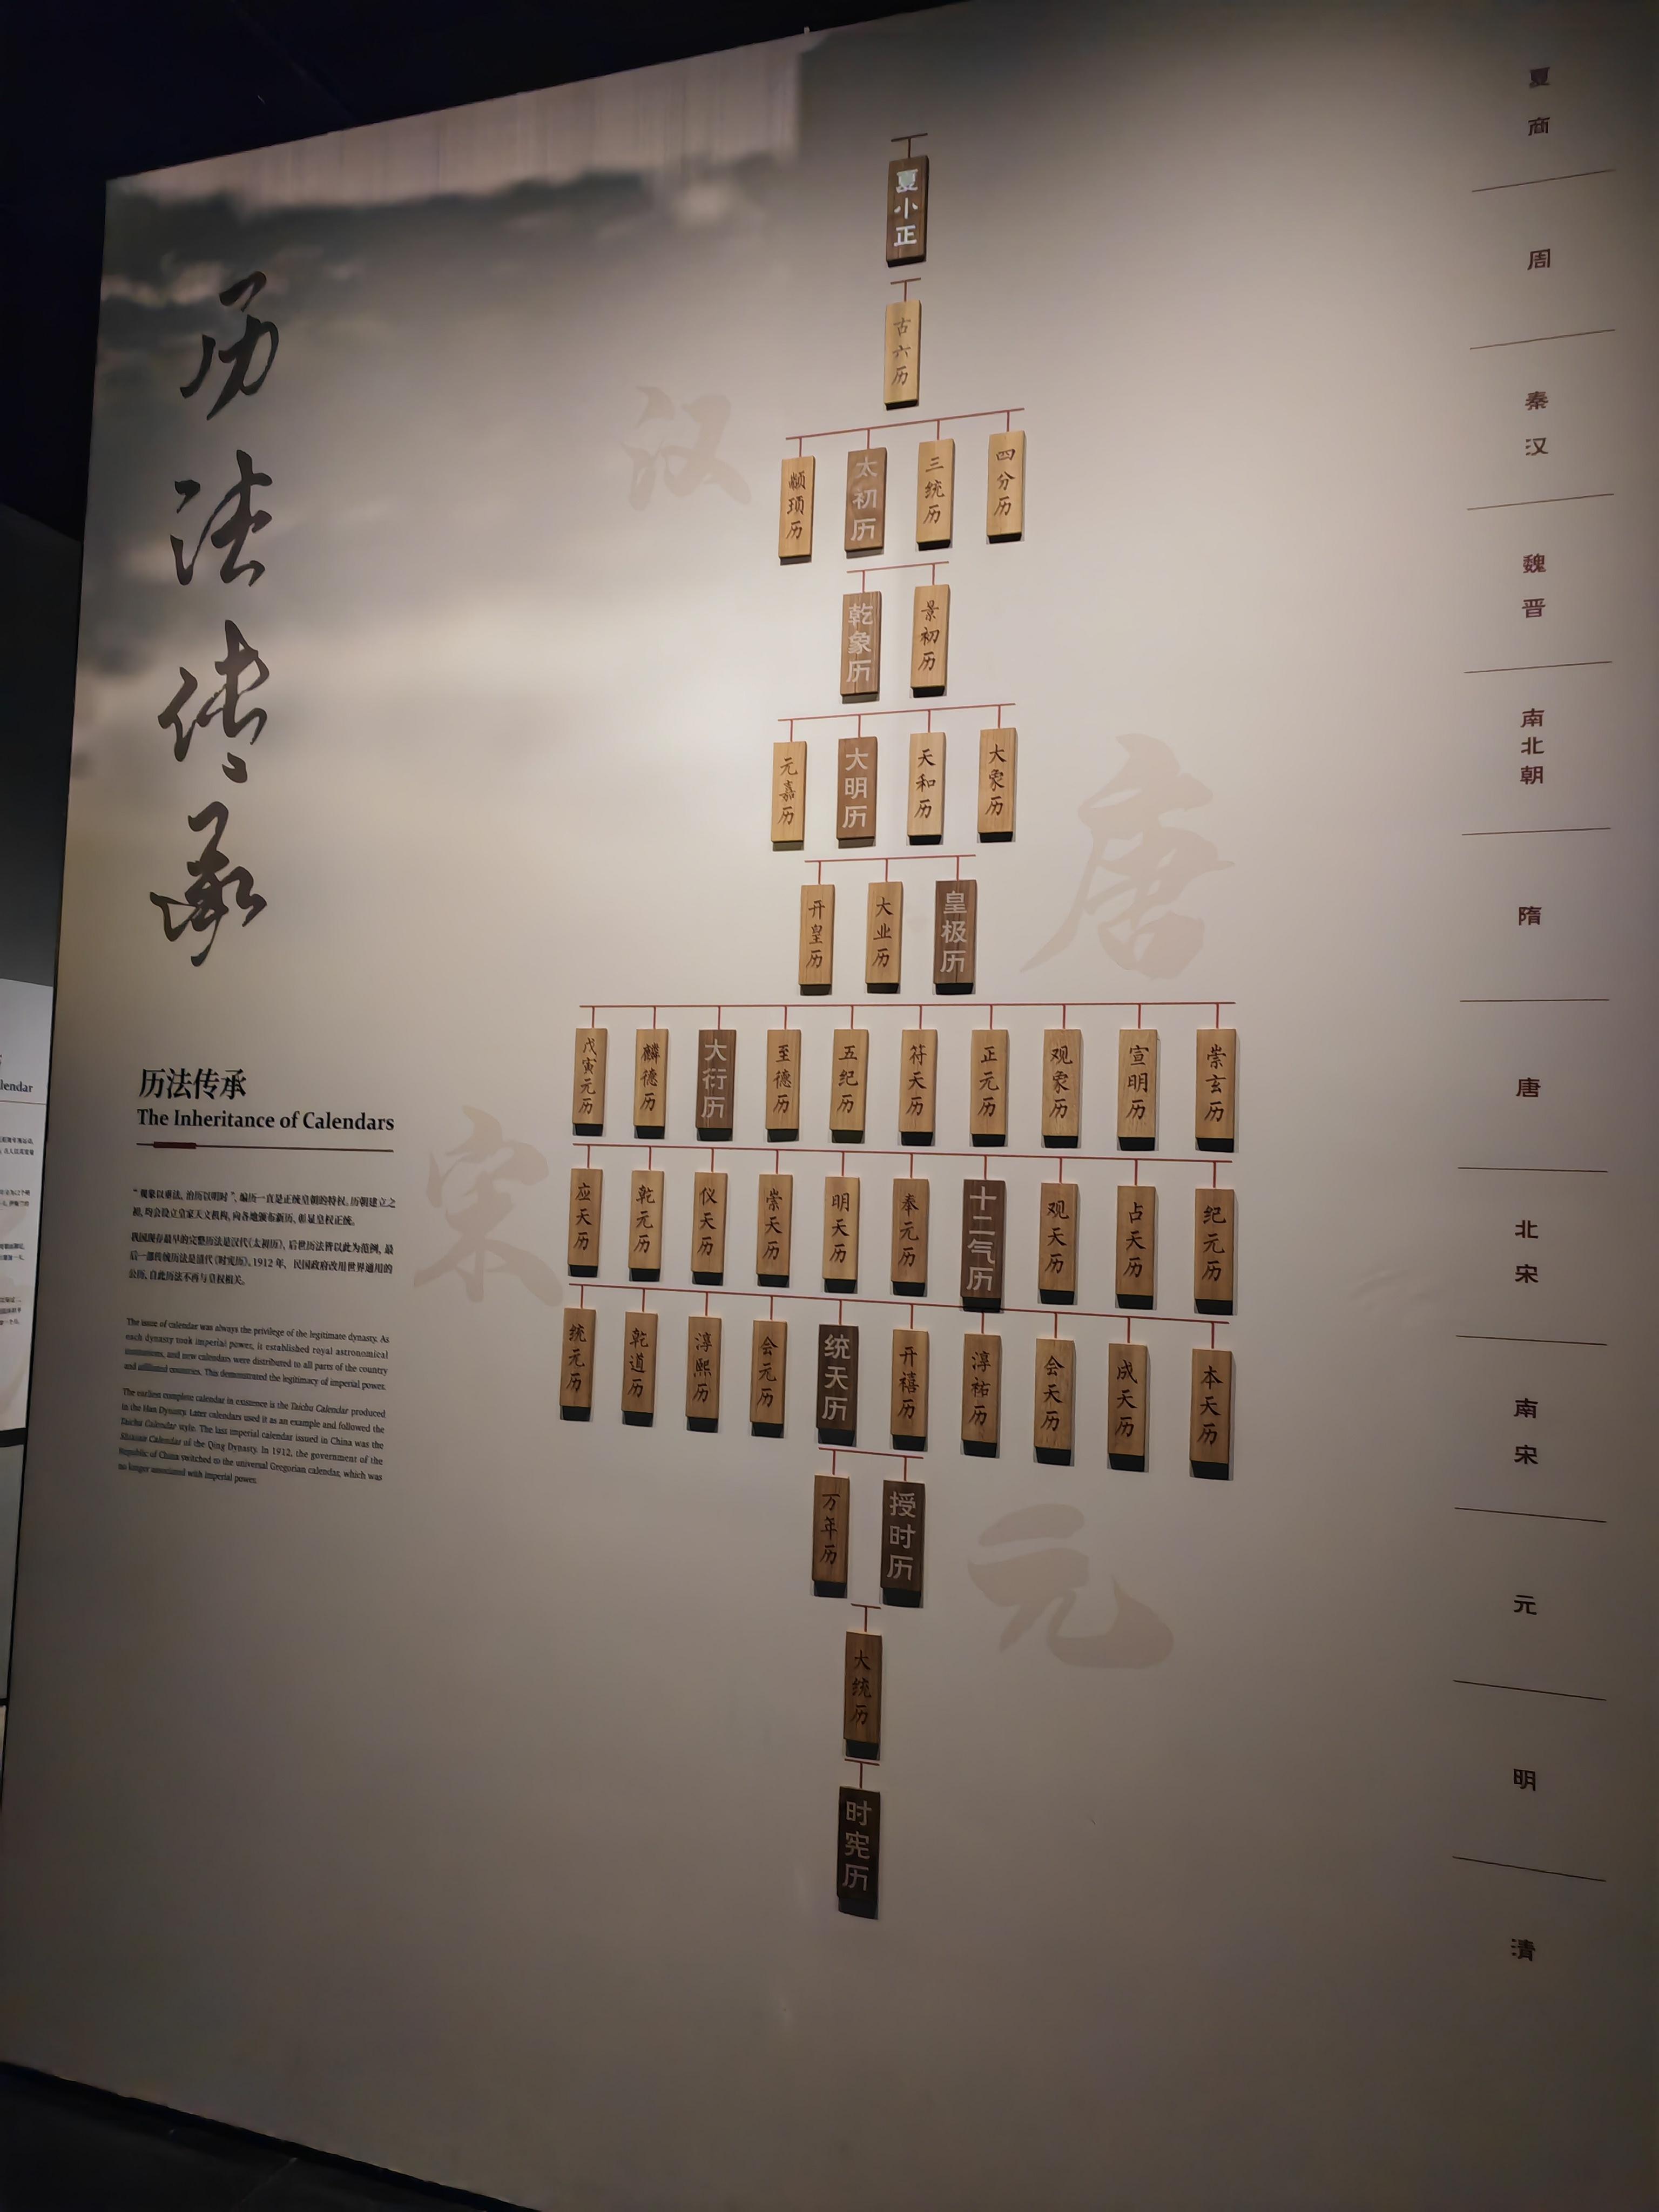 历法传承
历法传承
The Inheritance of Calendars
“观象以重法, 治历以明时”, 编历一直是正统皇朝的特权, 历朝建立之
初, 均会设立皇家天文机构, 向各地颁布新历, 彰显皇权正统。
我国现存最早的完整历法是汉代《太初历》, 后世历法皆以此为范例, 最
后一部传统历法是清代《时宪历》。1912 年, 民国政府改用世界通用的
公历, 自此历法不再与皇权相关。
The issue of calendar was always the privilege of the legitimate dynasty. As
each dynasty took imperial power, it established royal astronomical
institutions, and new calendars were distributed to all parts of the country
and affiliated countries. This demonstrated the legitimacy of imperial power.
The earliest complete calendar in existence is the Taichu Calendar produced
in the Han Dynasty. Later calendars used it as an example and followed the
Taichu Calendar style. The last imperial calendar issued in China was the
Shixian Calendar of the Qing Dynasty. In 1912, the government of the
Republic of China switched to the universal Gregorian calendar, which was
no longer associated with imperial power.
夏小正
夏商
古六历
周
汉
颛顼历
太初历
三统历
四分历
秦汉
乾象历
景初历
魏晋
元嘉历
大明历
天和历
大象历
南北朝
唐
开皇历
大业历
皇极历
隋
戊寅元历
麟德历
大衍历
至德历
五纪历
符天历
正元历
观象历
宣明历
崇玄历
唐
宋
应天历
乾元历
仪天历
崇天历
明天历
奉元历
十二气历
观天历
占天历
纪元历
北宋
统元历
乾道历
淳熙历
会元历
统天历
开禧历
淳祐历
会天历
成天历
本天历
南宋
万年历
授时历
元
元
大统历
明
时宪历
清
lendar